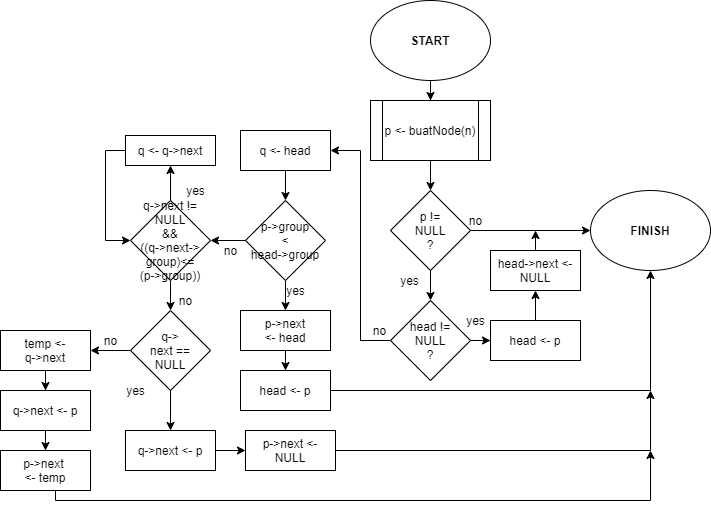 START
p <- buatNode(n)
q <- q->next
q <- head
yes
q->next !=
NULL
&&
((q->next->
group)<=
(p->group))
no
p->group
<
head->group
p !=
NULL
?
no
FINISH
head->next <-
NULL
yes
yes
no
p->next
<- head
no
head !=
NULL
?
yes
head <- p
temp <-
q->next
no
q->
next ==
NULL
yes
head <- p
q->next <- p
q->next <- p
p->next <-
NULL
p->next
<- temp